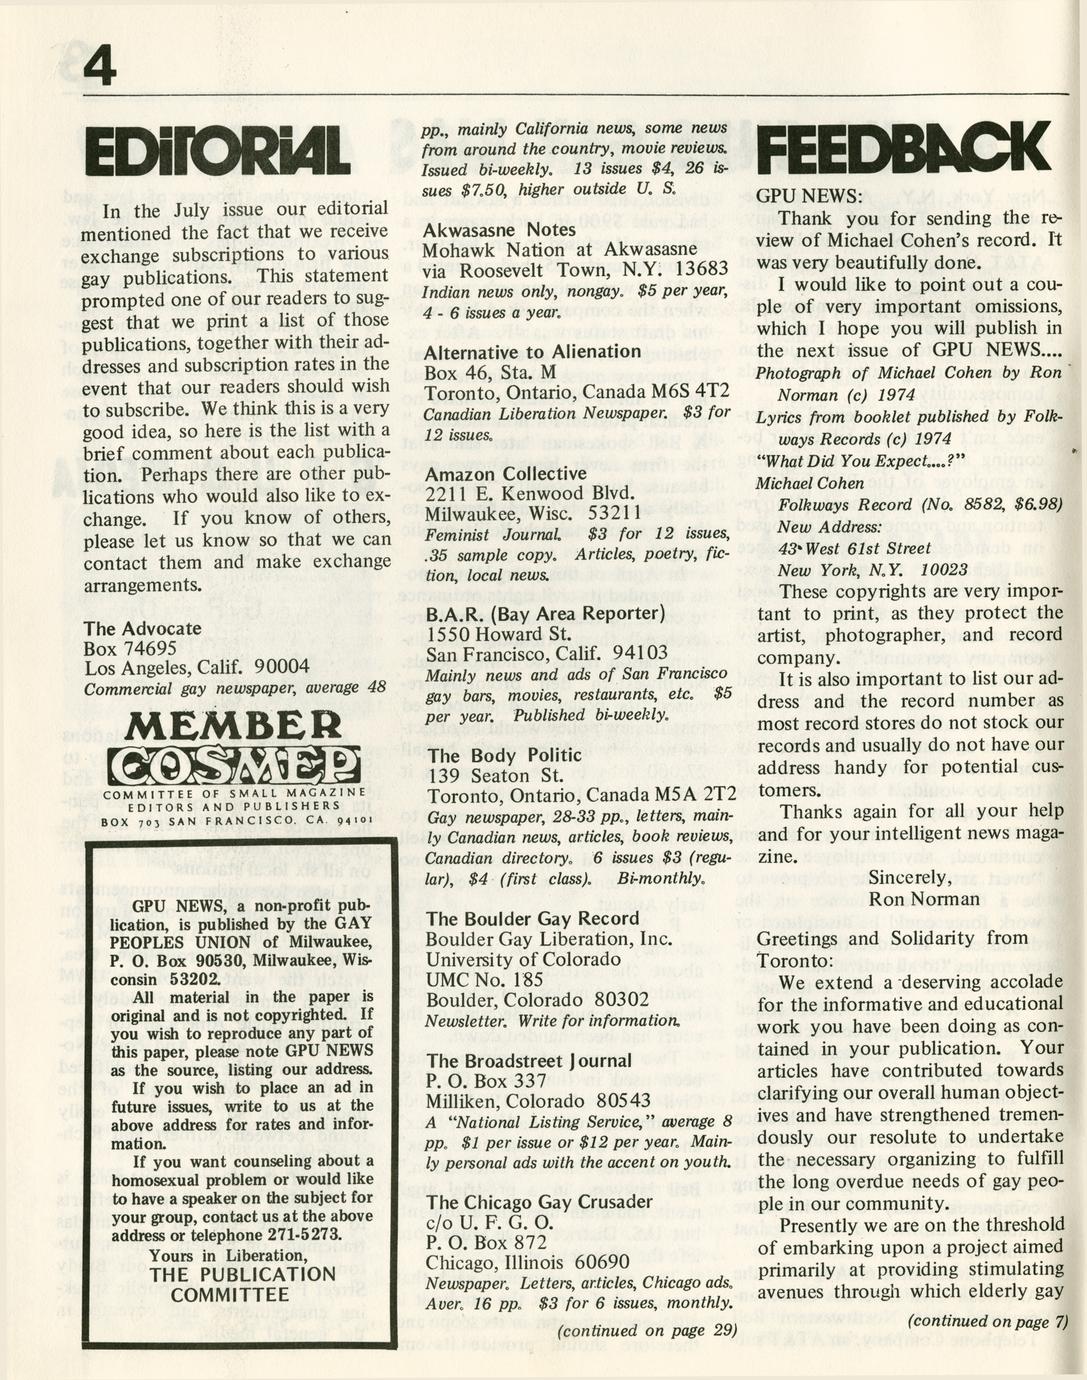 4
EDITORIAL
In the July issue our editorial
mentioned the fact that we receive
exchange subscriptions to various
gay publications. This statement
prompted one of our readers to sug-
gest that we print a list of those
publications, together with their ad-
dresses and subscription rates in the
event that our readers should wish
to subscribe. We think this is a very
good idea, so here is the list with a
brief comment about each publica-
tion. Perhaps there are other pub-
lications who would also like to ex-
change. If you know of others,
please let us know so that we can
contact them and make exchange
arrangements.
The Advocate
Box 74695
Los Angeles, Calif. 90004
Commercial gay newspaper, average 48
MEMBER
COSMEP
COMMITTEE OF SMALL MAGAZINE
EDITORS AND PUBLISHERS
BOX 703 SAN FRANCISCO, CA. 94101
GPU NEWS, a non-profit pub-
lication, is published by the GAY
PEOPLES UNION of Milwaukee,
P. O. Box 90530, Milwaukee, Wis-
consin 53202.
All material in the paper is
original and is not copyrighted. If
you wish to reproduce any part of
this paper, please note GPU NEWS
as the source, listing our address.
If you wish to place an ad in
future issues, write to us at the
above address for rates and infor-
mation.
If you want counseling about a
homosexual problem or would like
to have a speaker on the subject for
your group, contact us at the above
address or telephone 271-5273.
Yours in Liberation,
THE PUBLICATION
COMMITTEE
pp., mainly California news, some news
from around the country, movie reviews.
Issued bi-weekly. 13 issues $4, 26 is-
sues $7.50, higher outside U. S.
Akwasasne Notes
Mohawk Nation at Akwasasne
via Roosevelt Town, N.Y. 13683
Indian news only, nongay. $5 per year,
4 - 6 issues a year.
Alternative to Alienation
Box 46, Sta. M
Toronto, Ontario, Canada M6S 4T2
Canadian Liberation Newspaper. $3 for
12 issues.
Amazon Collective
2211 E. Kenwood Blvd.
Milwaukee, Wisc. 53211
Feminist Journal. $3 for 12 issues,
.35 sample copy. Articles, poetry, fic-
tion, local news.
B.A.R. (Bay Area Reporter)
1550 Howard St.
San Francisco, Calif. 94103
Mainly news and ads of San Francisco
gay bars, movies, restaurants, etc. $5
per year. Published bi-weekly.
The Body Politic
139 Seaton St.
Toronto, Ontario, Canada M5A 2T2
Gay newspaper, 28-33 pp., letters, main-
ly Canadian news, articles, book reviews,
Canadian directory. 6 issues $3 (regu-
lar), $4 (first class). Bi-monthly.
The Boulder Gay Record
Boulder Gay Liberation, Inc.
University of Colorado
UMC No. 185
Boulder, Colorado 80302
Newsletter. Write for information.
The Broadstreet Journal
P. O. Box 337
Milliken, Colorado 80543
A "National Listing Service," average 8
pp. $1 per issue or $12 per year. Main-
ly personal ads with the accent on youth.
The Chicago Gay Crusader
c/o U. F. G. O.
P. O. Box 872
Chicago, Illinois 60690
Newspaper. Letters, articles, Chicago ads.
Aver. 16 pp. $3 for 6 issues, monthly.
(continued on page 29)
FEEDBACK
GPU NEWS:
Thank you for sending the re-
view of Michael Cohen's record. It
was very beautifully done.
I would like to point out a cou-
ple of very important omissions,
which I hope you will publish in
the next issue of GPU NEWS....
Photograph of Michael Cohen by Ron
Norman (c) 1974
Lyrics from booklet published by Folk-
ways Records (c) 1974
"What Did You Expect....?"
Michael Cohen
Folkways Record (No. 8582, $6.98)
New Address:
43 West 61st Street
New York, N.Y. 10023
These copyrights are very impor-
tant to print, as they protect the
artist, photographer, and record
company.
It is also important to list our ad-
dress and the record number as
most record stores do not stock our
records and usually do not have our
address handy for potential cus-
tomers.
Thanks again for all your help
and for your intelligent news maga-
zine.
Sincerely,
Ron Norman
Greetings and Solidarity from
Toronto:
We extend a deserving accolade
for the informative and educational
work you have been doing as con-
tained in your publication. Your
articles have contributed towards
clarifying our overall human object-
ives and have strengthened tremen-
dously our resolute to undertake
the necessary organizing to fulfill
the long overdue needs of gay peo-
ple in our community.
Presently we are on the threshold
of embarking upon a project aimed
primarily at providing stimulating
avenues through which elderly gay
(continued on page 7)